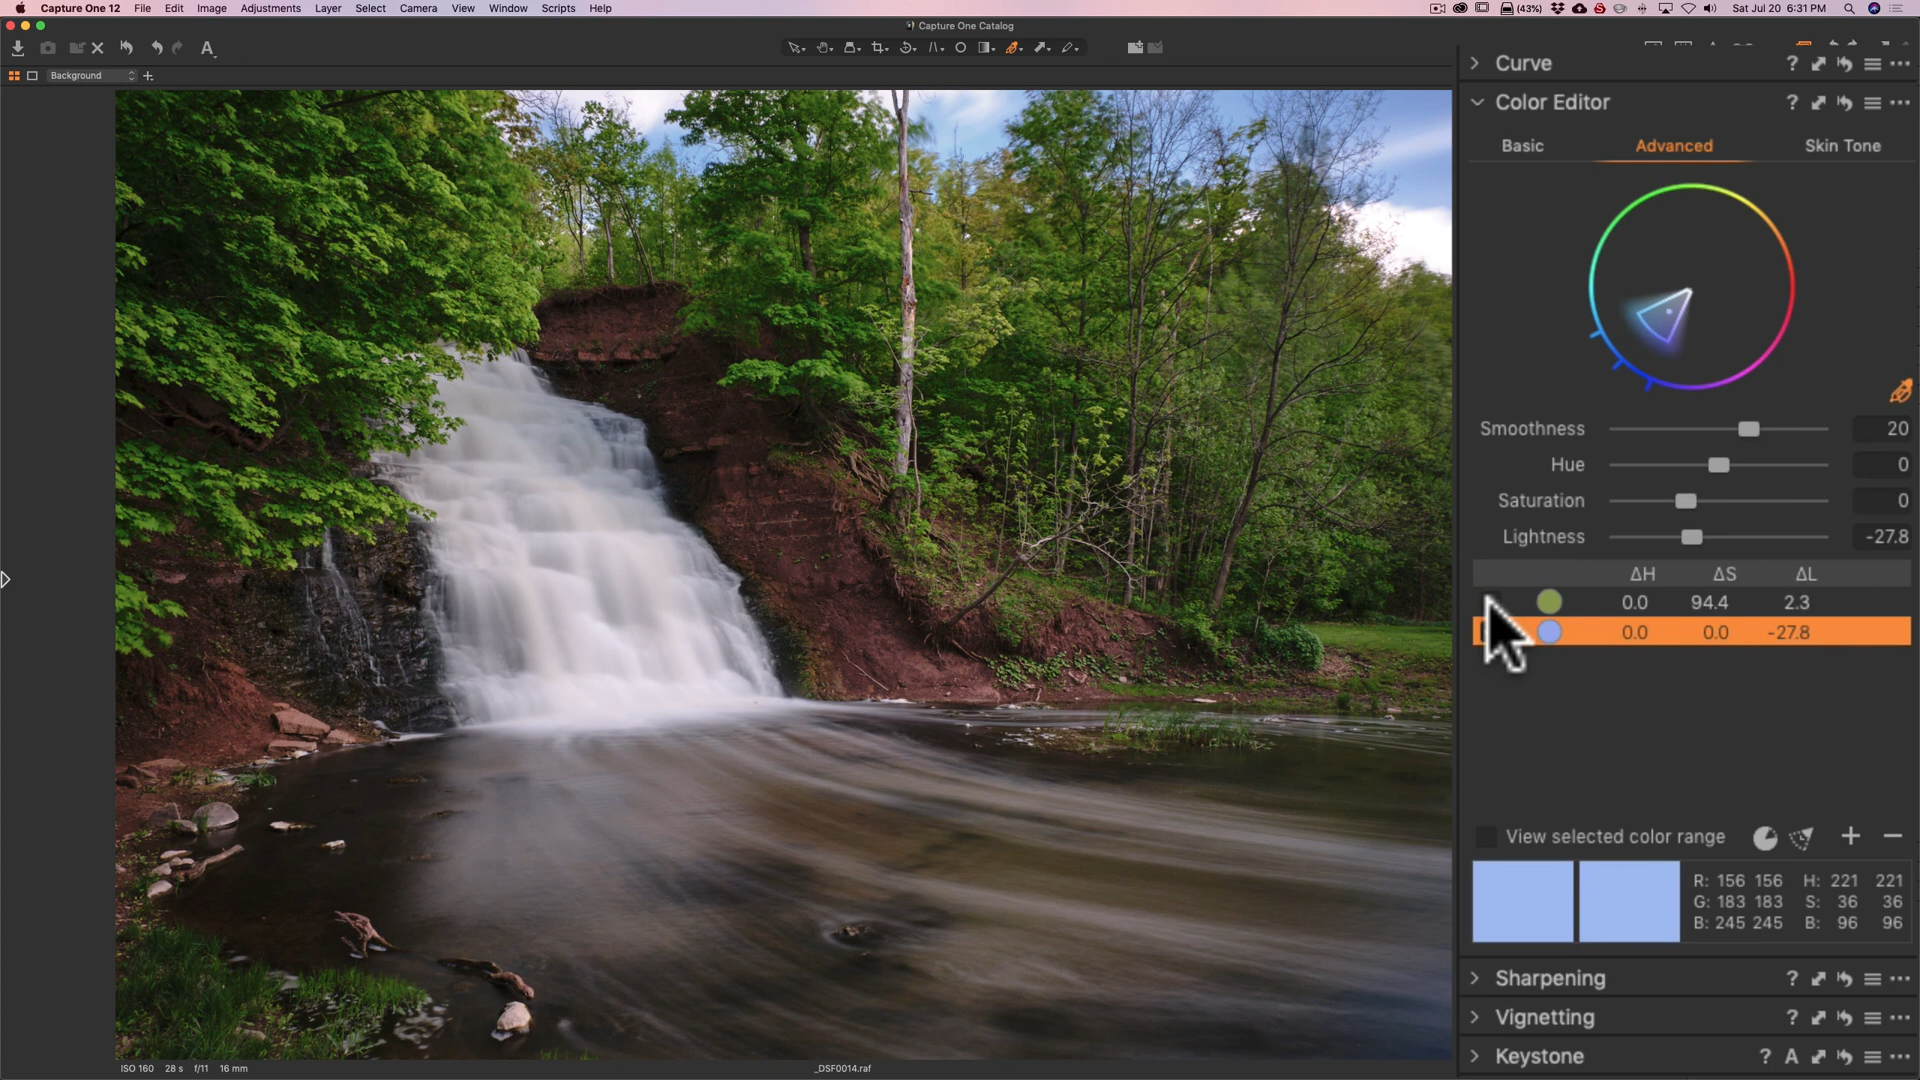 Capture One 12 File Edit Image Adjustments Layer Select Camera View Window Scripts Help (43%) Sat Jul 20 6:31 PM
Capture One Catalog
A
Background
Curve ?
Color Editor ?
Basic Advanced Skin Tone
Smoothness 20
Hue 0
Saturation 0
Lightness -27.8
ΔH ΔS ΔL
0.0 94.4 2.3
0.0 0.0 -27.8
View selected color range
R: 156 156 H: 221 221
G: 183 183 S: 36 36
B: 245 245 B: 96 96
Sharpening ?
Vignetting ?
Keystone ? A
ISO 160 28 s f/11 16 mm
_DSF0014.raf